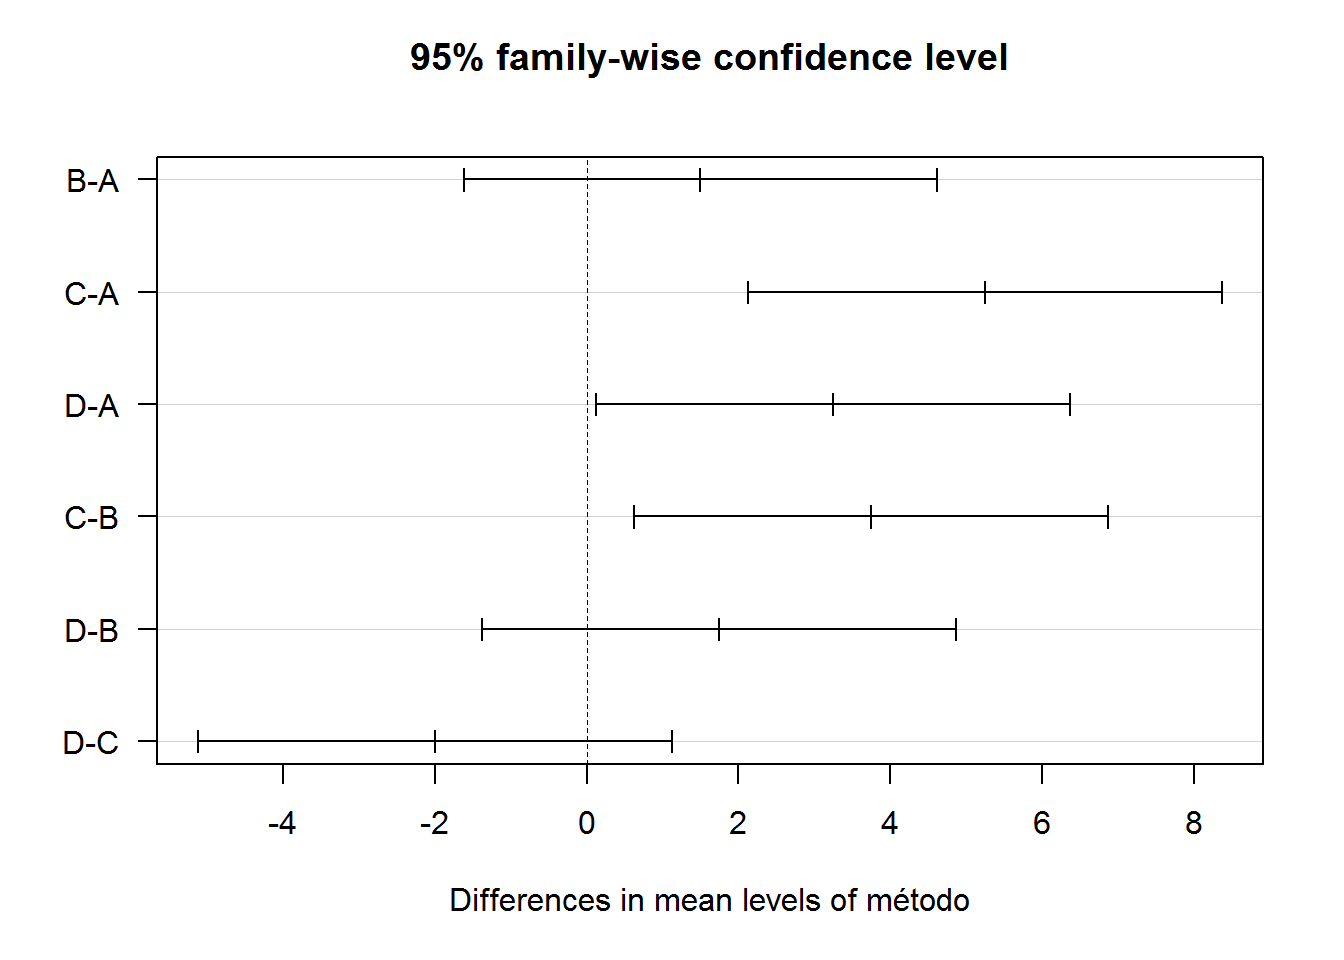 95% family-wise confidence level
B-A
C-A
D-A
C-B
D-B
D-C
-4 -2 0 2 4 6 8
Differences in mean levels of método